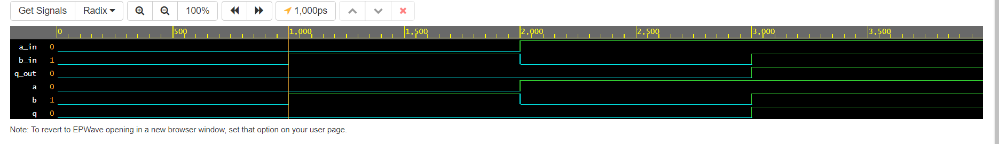 Get Signals Radix 100% 1,000ps
0 500 1,000 1,500 2,000 2,500 3,000 3,500
a_in 0
b_in 1
q_out 0
a 0
b 1
q 0
Note: To revert to EPWave opening in a new browser window, set that option on your user page.